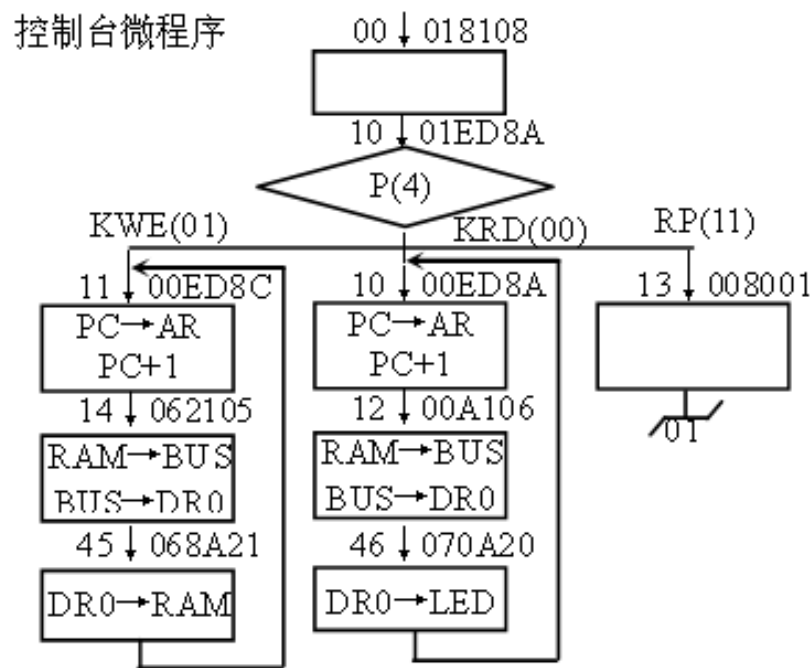 控制台微程序
00 018108
10 01ED8A
P(4)
KWE(01) KRD(00) RP(11)
11 00ED8C 10 00ED8A 13 008001
PC→AR PC→AR
PC+1 PC+1
14 062105 12 00A106
01
RAM→BUS RAM→BUS
BUS→DR0 BUS→DR0
45 068A21 46 070A20
DR0→RAM DR0→LED